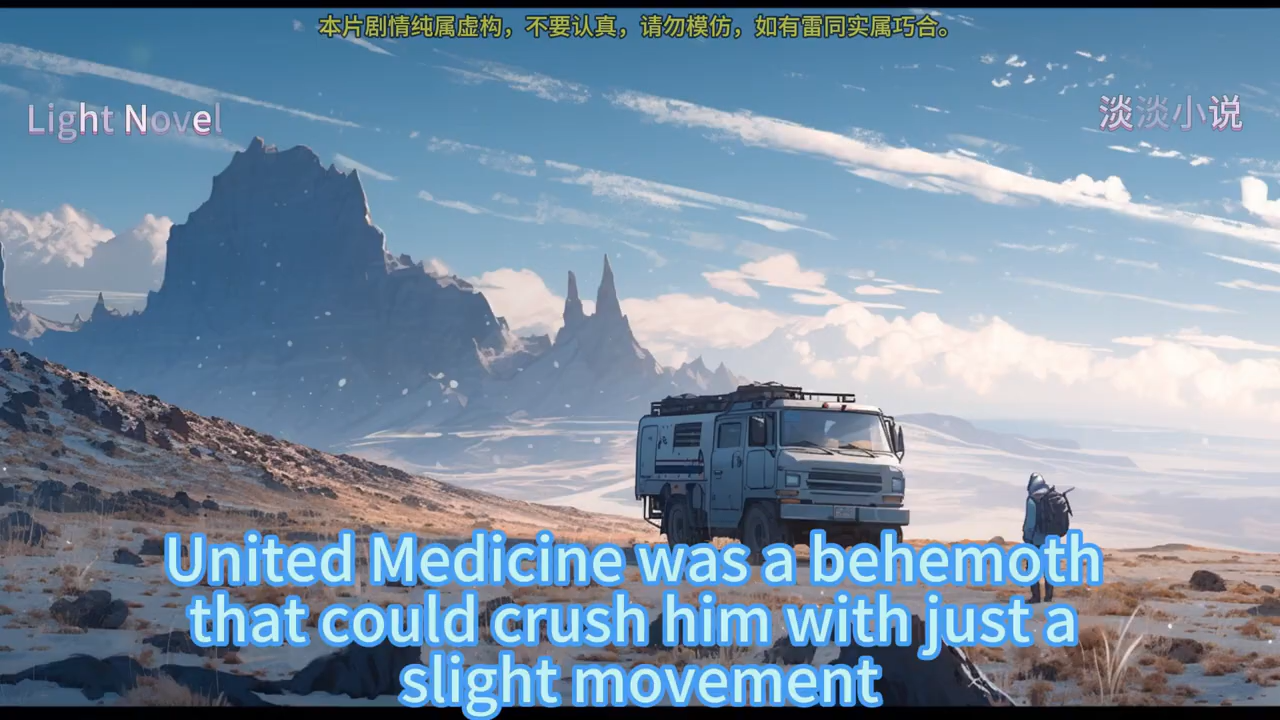 本片剧情纯属虚构，不要认真，请勿模仿，如有雷同实属巧合。
Light Novel
淡淡小说
United Medicine was a behemoth
that could crush him with just a
slight movement